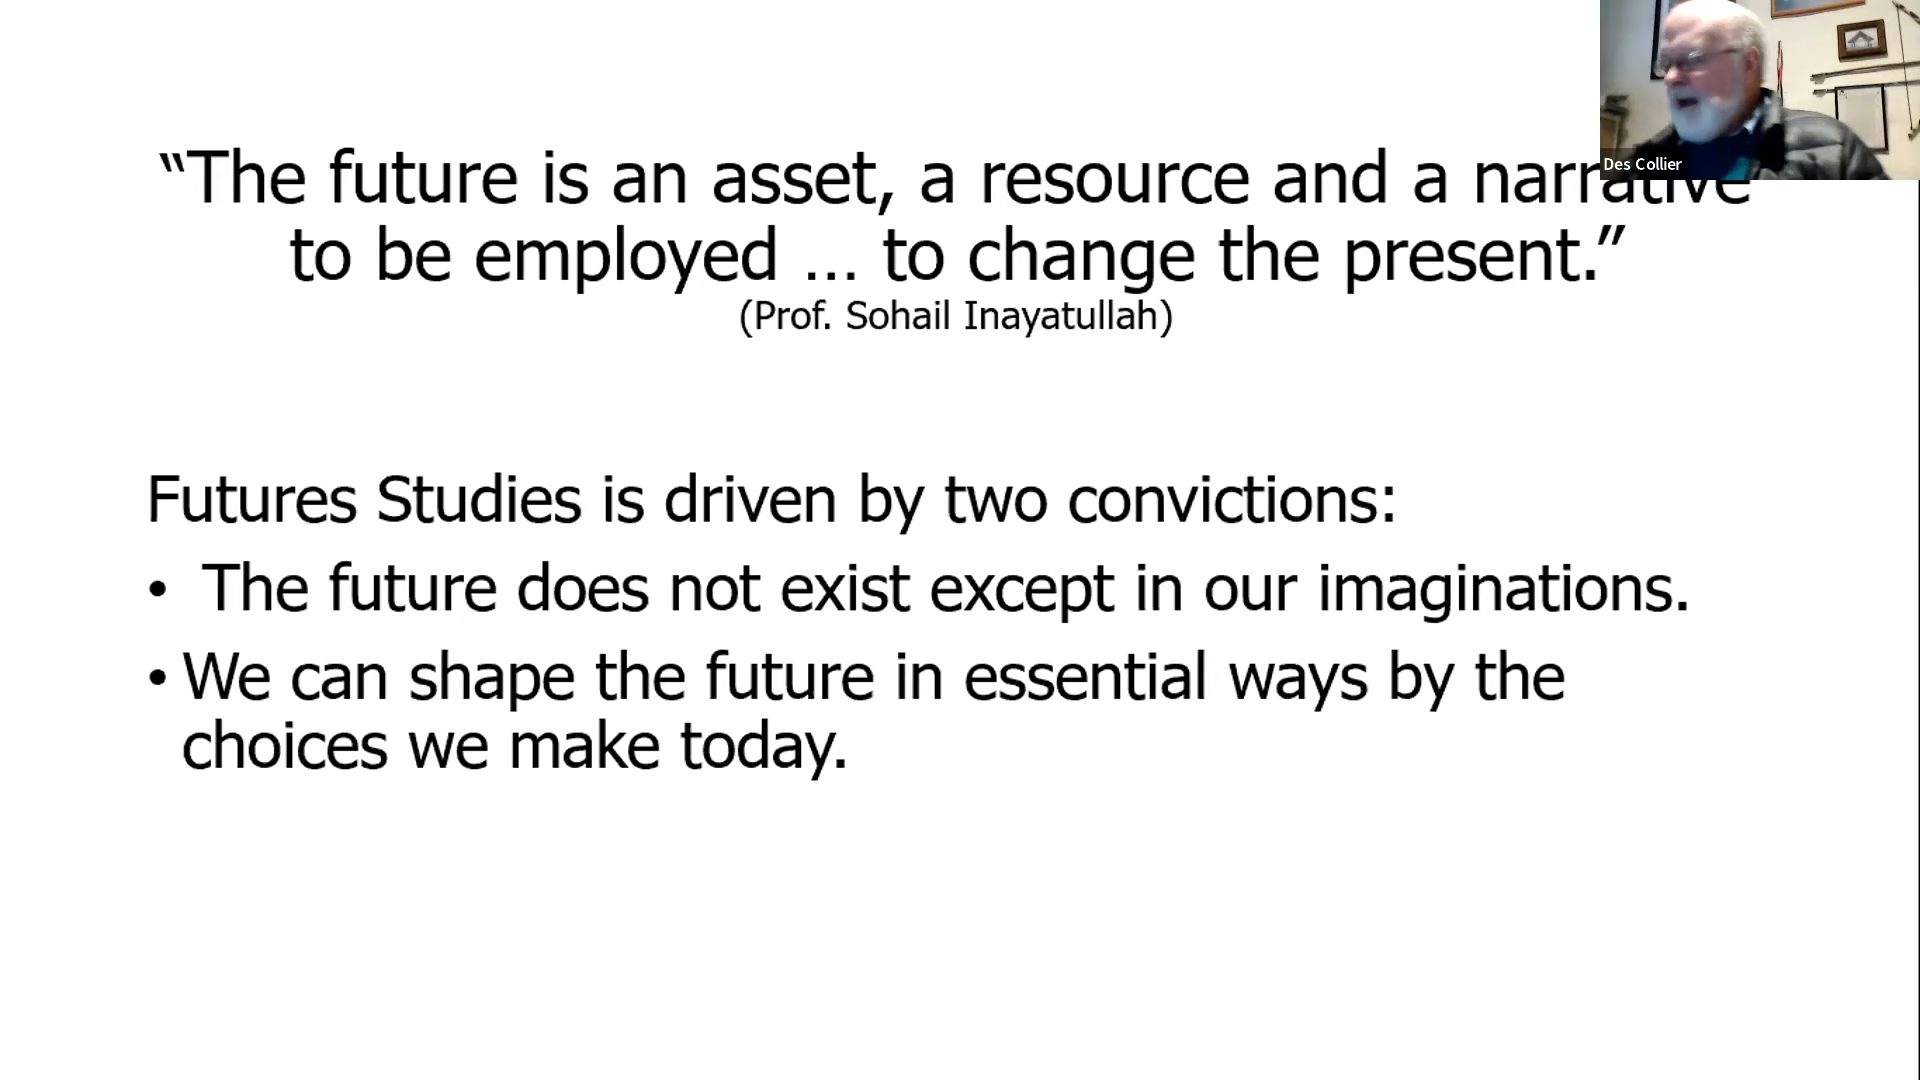 “The future is an asset, a resource and a narrative
to be employed … to change the present.”
(Prof. Sohail Inayatullah)
Futures Studies is driven by two convictions:
• The future does not exist except in our imaginations.
• We can shape the future in essential ways by the
choices we make today.
Des Collier